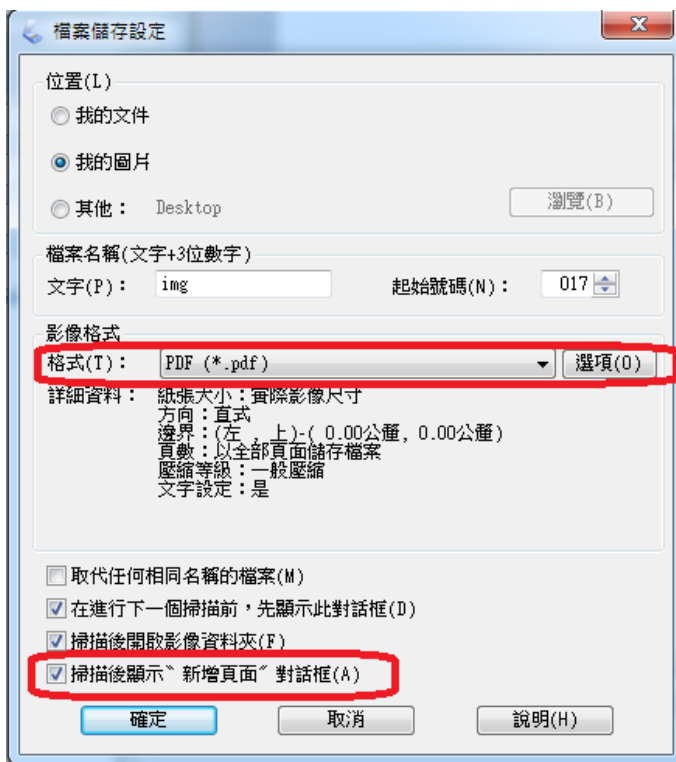 檔案儲存設定
位置(L)
我的文件
我的圖片
其他： Desktop 瀏覽(B)
檔案名稱(文字+3位數字)
文字(P)： img 起始號碼(N)： 017
影像格式
格式(T)： PDF (*.pdf) 選項(O)
詳細資料： 紙張大小：實際影像尺寸
方向：直式
邊界：(左 , 上)-( 0.00公釐, 0.00公釐)
頁數：以全部頁面儲存檔案
壓縮等級：一般壓縮
文字設定：是
取代任何相同名稱的檔案(M)
在進行下一個掃描前，先顯示此對話框(D)
掃描後開啟影像資料夾(F)
掃描後顯示〝新增頁面〞對話框(A)
確定 取消 說明(H)